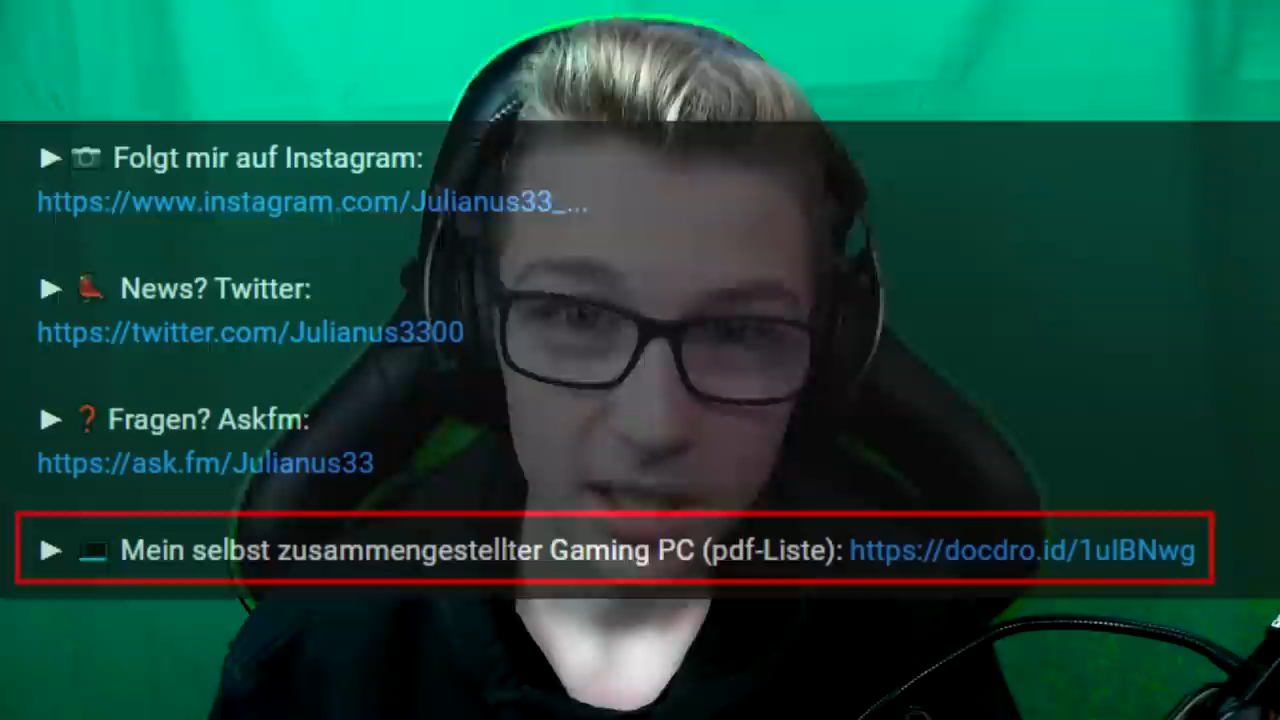 ► 📷 Folgt mir auf Instagram:
https://www.instagram.com/Julianus33_...
► 💺 News? Twitter:
https://twitter.com/Julianus3300
► ❓ Fragen? Askfm:
https://ask.fm/Julianus33
► 💻 Mein selbst zusammengestellter Gaming PC (pdf-Liste): https://docdro.id/1ulBNwg